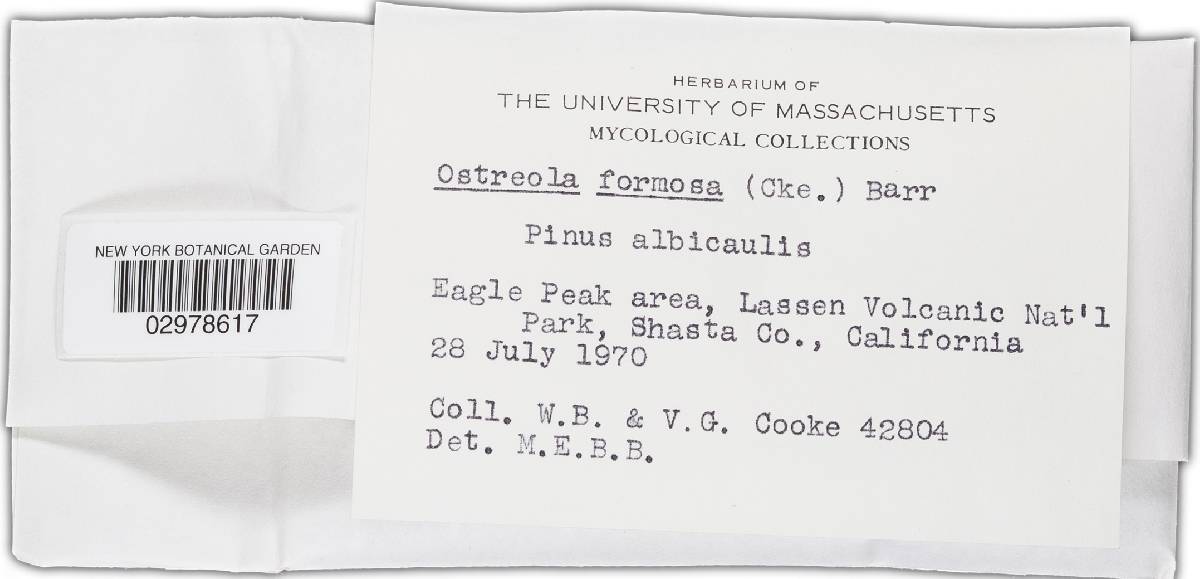 HERBARIUM OF
THE UNIVERSITY OF MASSACHUSETTS
MYCOLOGICAL COLLECTIONS
Ostreola formosa (Cke.) Barr
Pinus albicaulis
Eagle Peak area, Lassen Volcanic Nat'l
Park, Shasta Co., California
28 July 1970
Coll. W.B. & V.G. Cooke 42804
Det. M.E.B.B.
NEW YORK BOTANICAL GARDEN
02978617